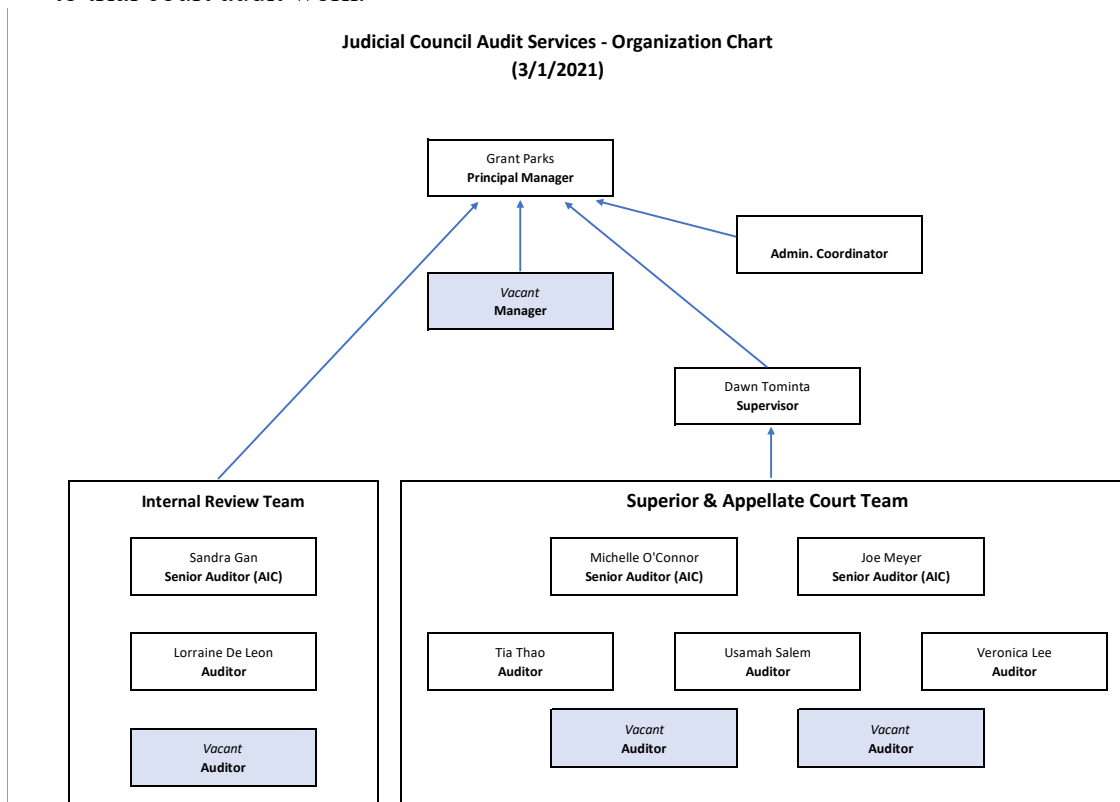 Judicial Council Audit Services - Organization Chart
(3/1/2021)
Grant Parks
Principal Manager
Admin. Coordinator
Vacant
Manager
Dawn Tominta
Supervisor
Internal Review Team
Sandra Gan
Senior Auditor (AIC)
Lorraine De Leon
Auditor
Vacant
Auditor
Superior & Appellate Court Team
Michelle O'Connor
Senior Auditor (AIC)
Joe Meyer
Senior Auditor (AIC)
Tia Thao
Auditor
Usamah Salem
Auditor
Veronica Lee
Auditor
Vacant
Auditor
Vacant
Auditor